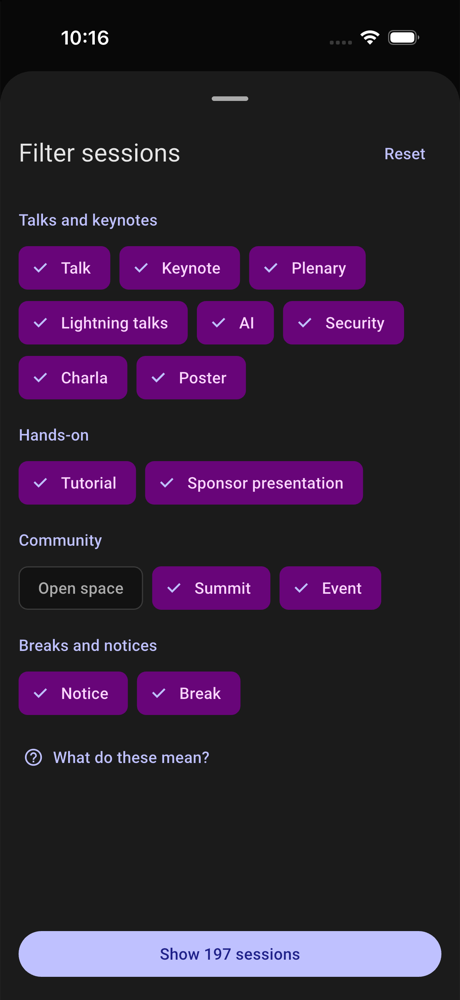 10:16
Filter sessions
Reset
Talks and keynotes
Talk Keynote Plenary
Lightning talks AI Security
Charla Poster
Hands-on
Tutorial Sponsor presentation
Community
Open space Summit Event
Breaks and notices
Notice Break
What do these mean?
Show 197 sessions